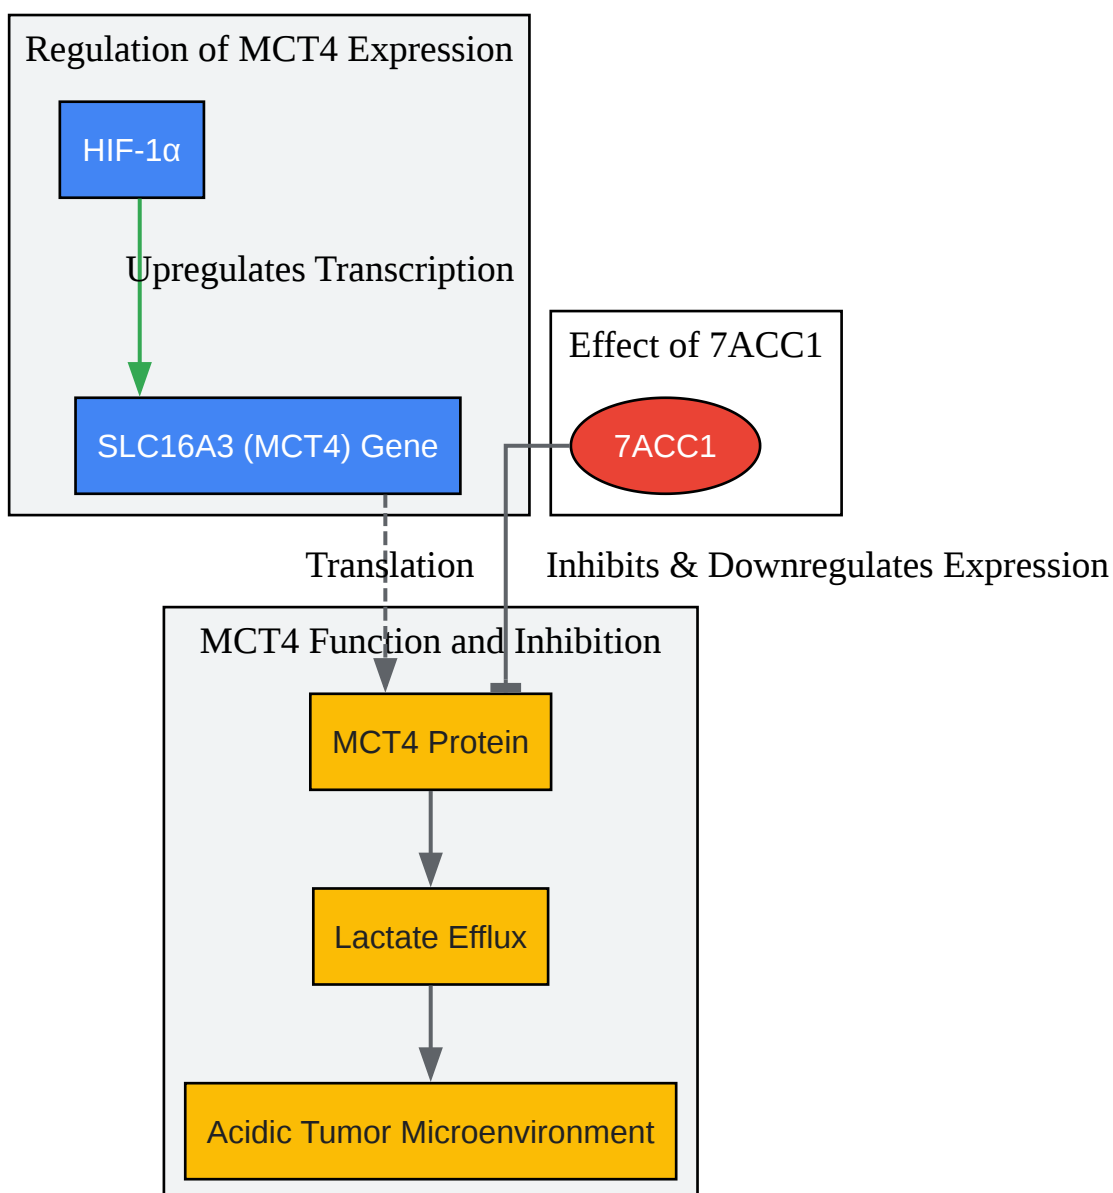 Regulation of MCT4 Expression
HIF-1α
Upregulates Transcription
Effect of 7ACC1
SLC16A3 (MCT4) Gene
7ACC1
Translation
Inhibits & Downregulates Expression
MCT4 Function and Inhibition
MCT4 Protein
Lactate Efflux
Acidic Tumor Microenvironment